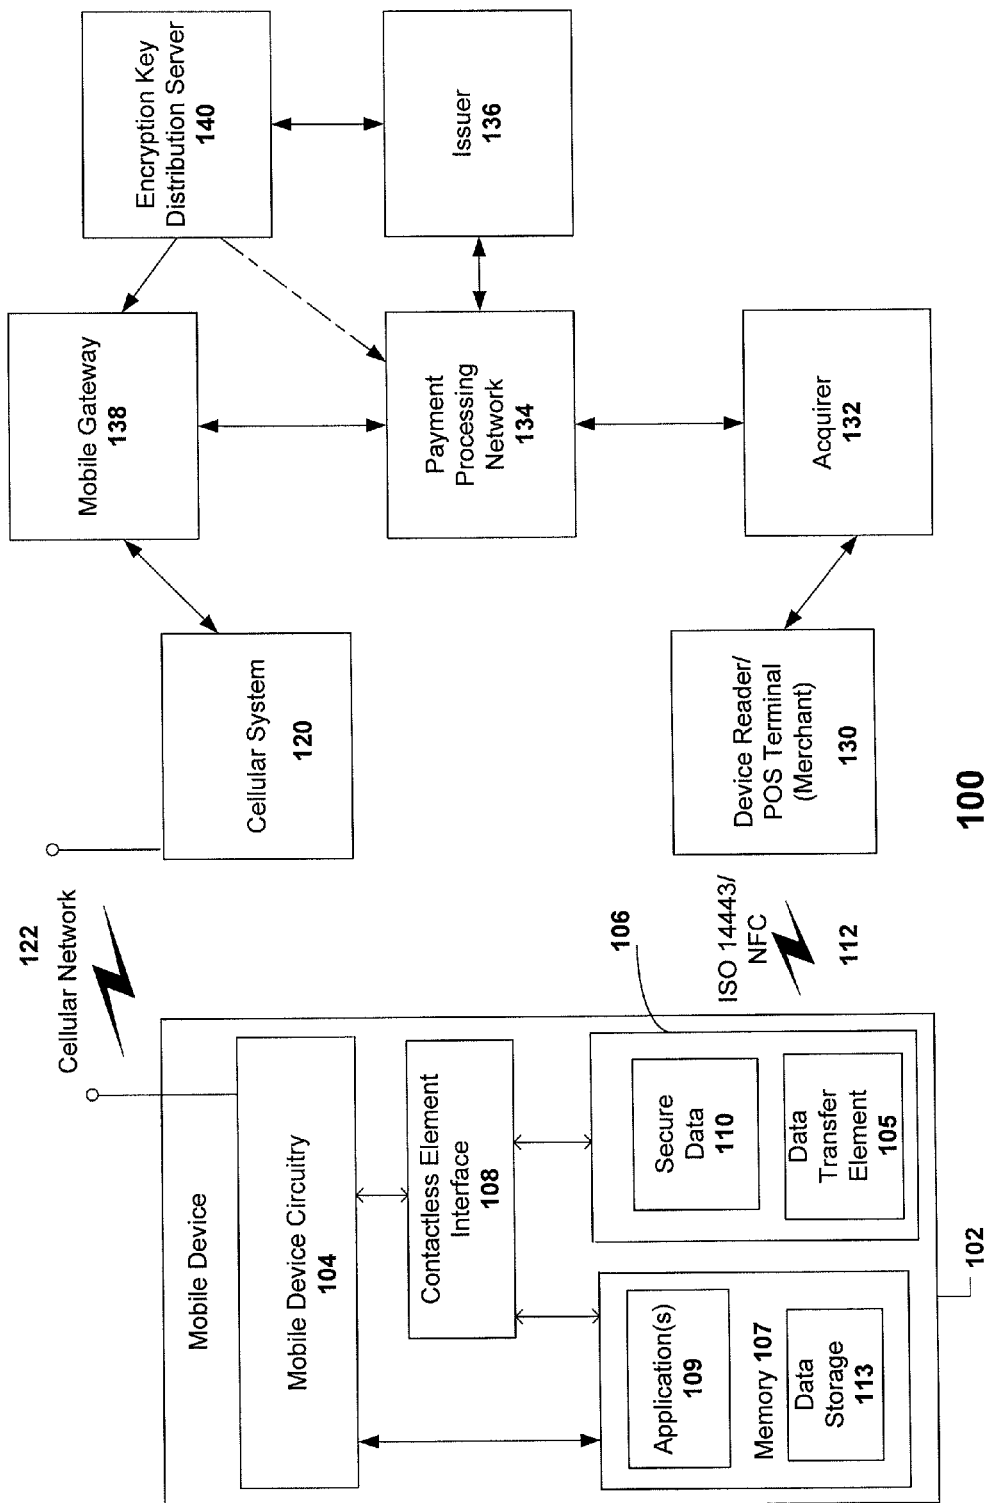 122
Cellular Network
Mobile Device
Mobile Device Circuitry
104
Contactless Element
Interface
108
Application(s)
109
Memory 107
Data
Storage
113
106
Secure
Data
110
Data
Transfer
Element
105
102
ISO 14443/
NFC
112
Cellular System
120
Device Reader/
POS Terminal
(Merchant)
130
Mobile Gateway
138
Payment
Processing
Network
134
Acquirer
132
Encryption Key
Distribution Server
140
Issuer
136
100